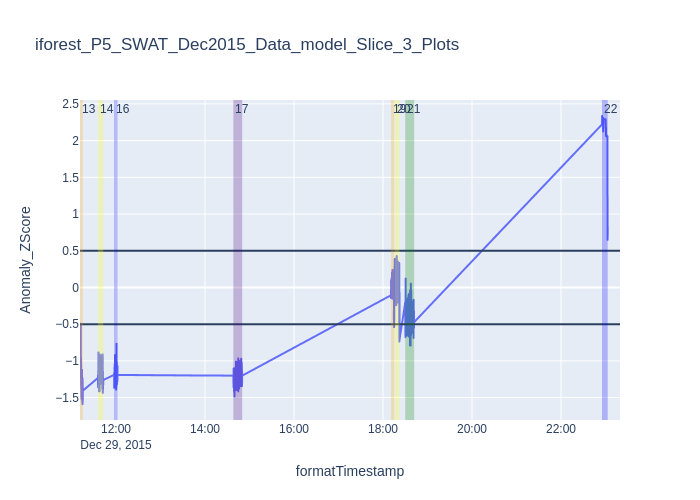 iforest_P5_SWAT_Dec2015_Data_model_Slice_3_Plots
13 14 16 17 19 20 21 22
2.5
2
1.5
1
0.5
0
−0.5
−1
−1.5
Anomaly_ZScore
12:00 14:00 16:00 18:00 20:00 22:00
Dec 29, 2015
formatTimestamp